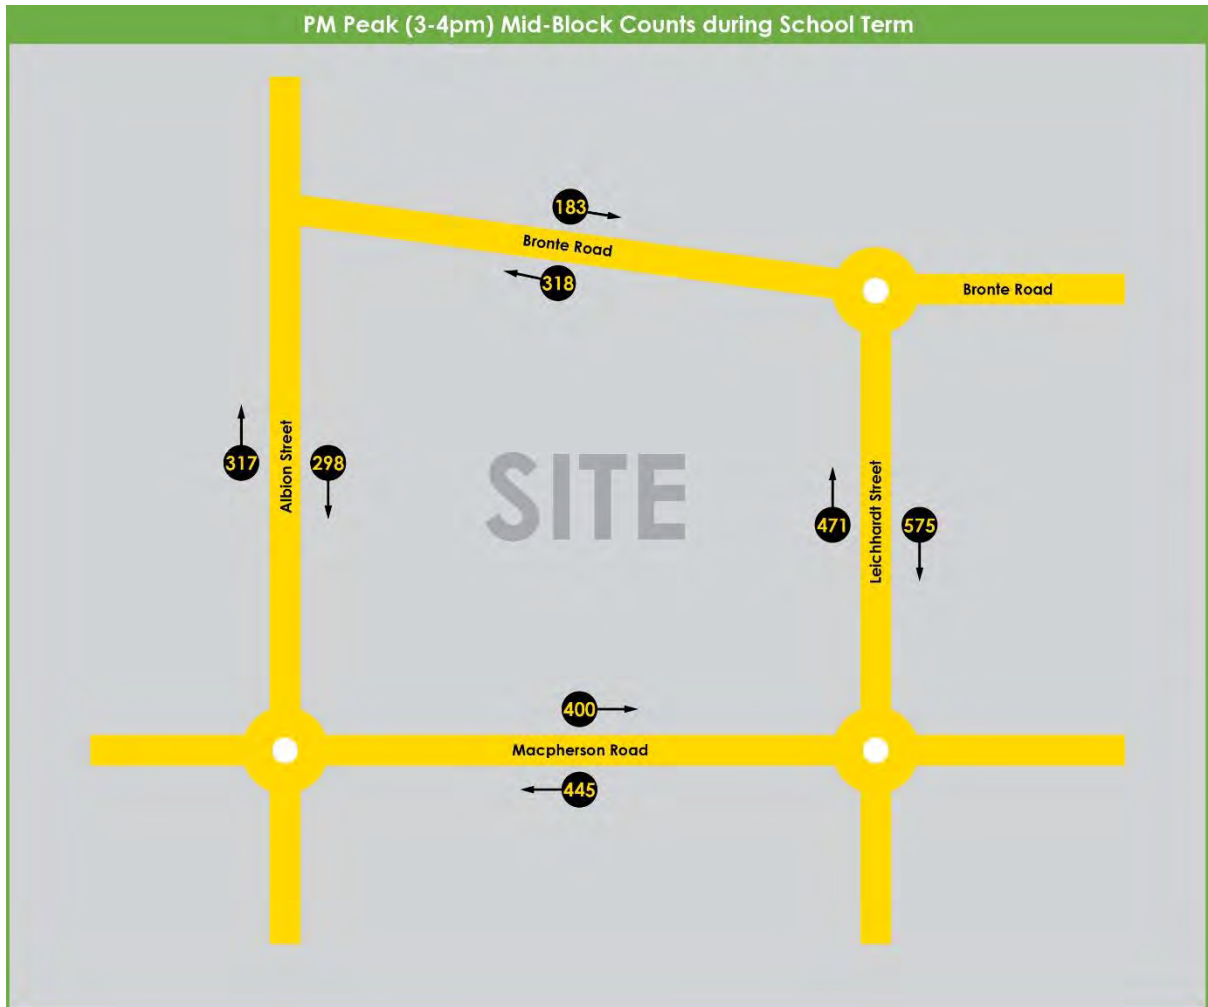 PM Peak (3-4pm) Mid-Block Counts during School Term
183
Bronte Road
318
Bronte Road
317
Albion Street
298
SITE
471
Leichhardt Street
575
400
Macpherson Road
445